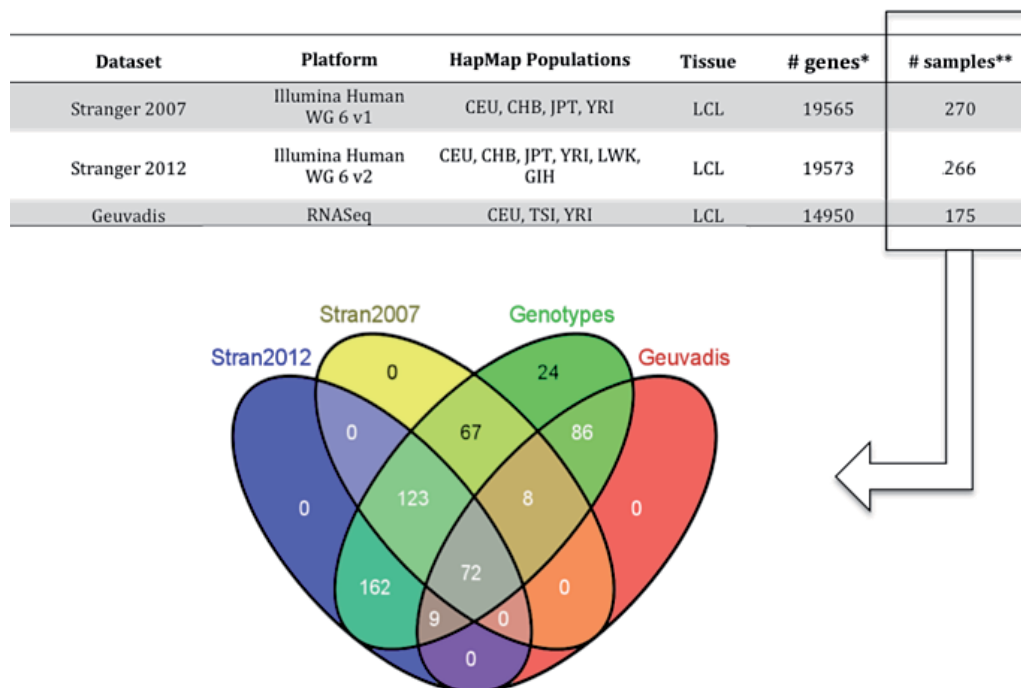 Dataset Platform HapMap Populations Tissue # genes* # samples**
Stranger 2007 Illumina Human WG 6 v1 CEU, CHB, JPT, YRI LCL 19565 270
Stranger 2012 Illumina Human WG 6 v2 CEU, CHB, JPT, YRI, LWK, GIH LCL 19573 266
Geuvadis RNASeq CEU, TSI, YRI LCL 14950 175
Stran2007 Genotypes
Stran2012 Geuvadis
0 24
0 67 86
0 123 8 0
162 72 0
9 0
0